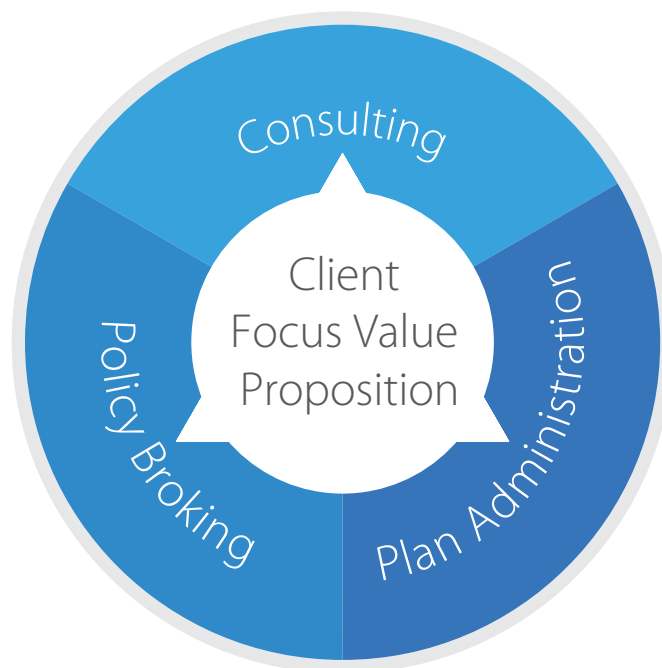 Consulting
Client
Focus Value
Proposition
Policy Broking
Plan Administration